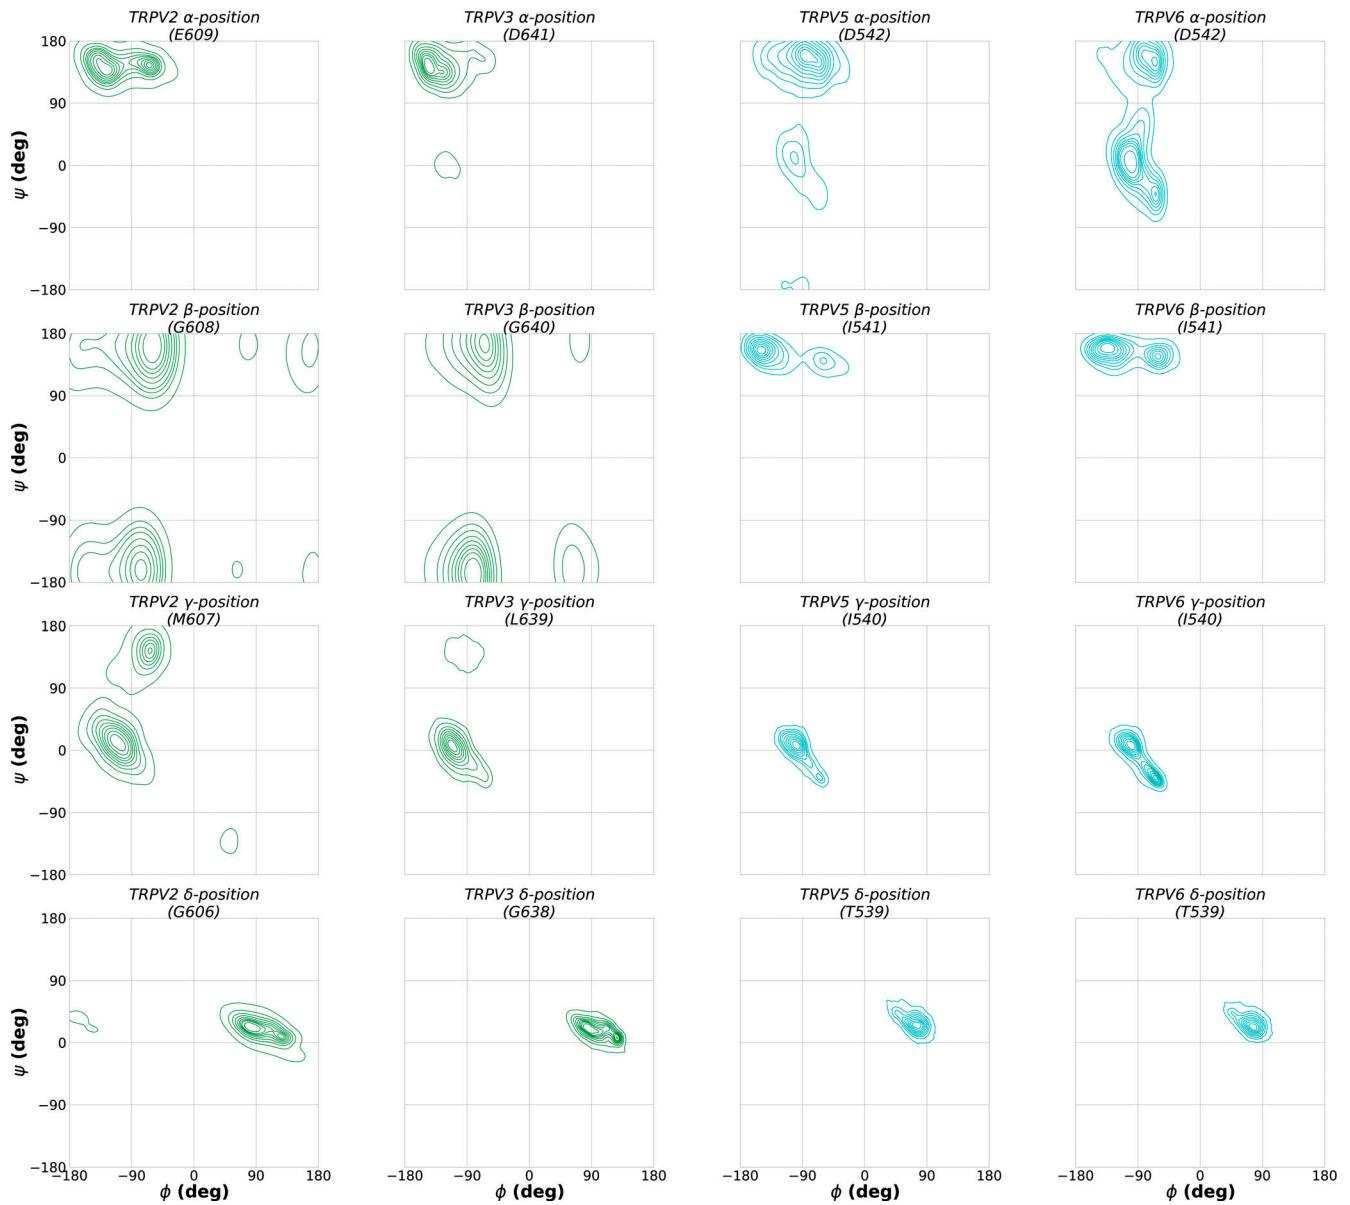 TRPV2 α-position
(E609)
TRPV3 α-position
(D641)
TRPV5 α-position
(D542)
TRPV6 α-position
(D542)
180
90
0
−90
−180
ψ (deg)
TRPV2 β-position
(G608)
TRPV3 β-position
(G640)
TRPV5 β-position
(I541)
TRPV6 β-position
(I541)
180
90
0
−90
−180
ψ (deg)
TRPV2 γ-position
(M607)
TRPV3 γ-position
(L639)
TRPV5 γ-position
(I540)
TRPV6 γ-position
(I540)
180
90
0
−90
−180
ψ (deg)
TRPV2 δ-position
(G606)
TRPV3 δ-position
(G638)
TRPV5 δ-position
(T539)
TRPV6 δ-position
(T539)
180
90
0
−90
−180
ψ (deg)
−180 −90 0 90 180
−180 −90 0 90 180
−180 −90 0 90 180
−180 −90 0 90 180
ϕ (deg)
ϕ (deg)
ϕ (deg)
ϕ (deg)